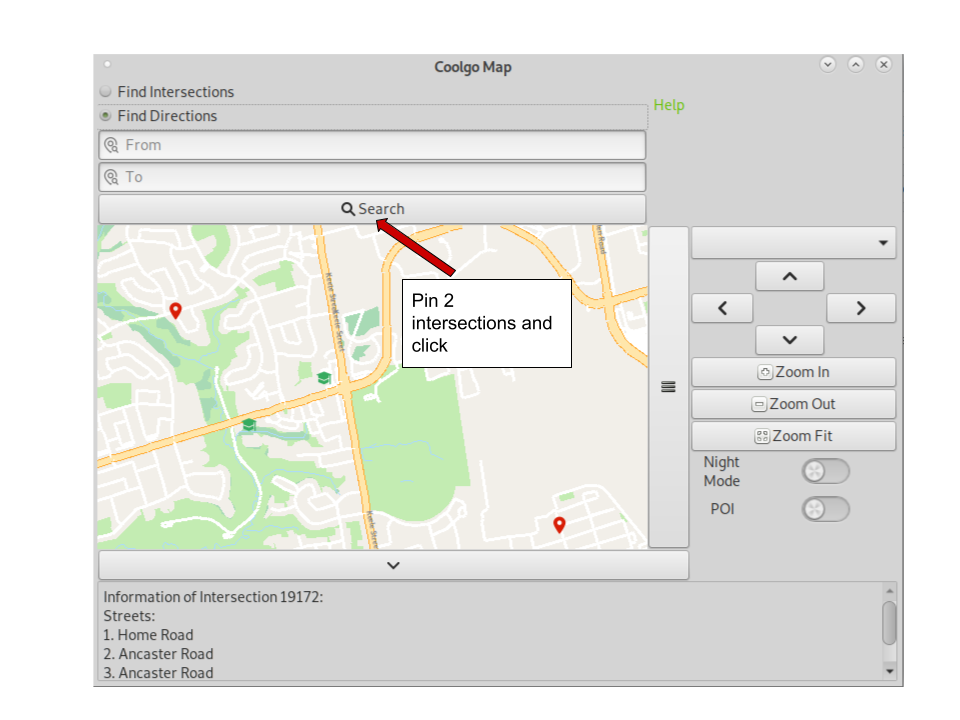 Coolgo Map
Find Intersections
Find Directions
Help
From
To
Search
Pin 2
intersections and
click
Keele Street
Keele Street
Keele Stree
Zoom In
Zoom Out
Zoom Fit
Night
Mode
POI
Information of Intersection 19172:
Streets:
1. Home Road
2. Ancaster Road
3. Ancaster Road